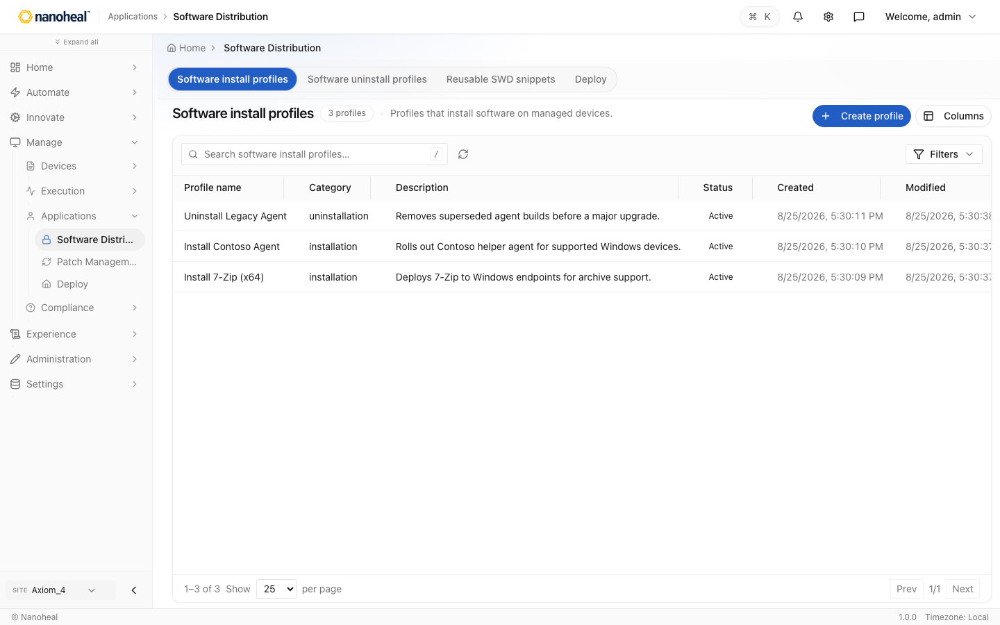 nanoheal™
Applications > Software Distribution
⌘ K
Welcome, admin
Expand all
Home
Automate
Innovate
Manage
Devices
Execution
Applications
Software Distri...
Patch Managem...
Deploy
Compliance
Experience
Administration
Settings
SITE Axiom_4
Home > Software Distribution
Software install profiles
Software uninstall profiles
Reusable SWD snippets
Deploy
Software install profiles 3 profiles · Profiles that install software on managed devices.
Create profile
Columns
Search software install profiles... /
Filters
Profile name Category Description Status Created Modified
Uninstall Legacy Agent uninstallation Removes superseded agent builds before a major upgrade. Active 8/25/2026, 5:30:11 PM 8/25/2026, 5:30:38
Install Contoso Agent installation Rolls out Contoso helper agent for supported Windows devices. Active 8/25/2026, 5:30:10 PM 8/25/2026, 5:30:37
Install 7-Zip (x64) installation Deploys 7-Zip to Windows endpoints for archive support. Active 8/25/2026, 5:30:09 PM 8/25/2026, 5:30:37
1–3 of 3 Show 25 per page
Prev 1/1 Next
© Nanoheal
1.0.0 Timezone: Local